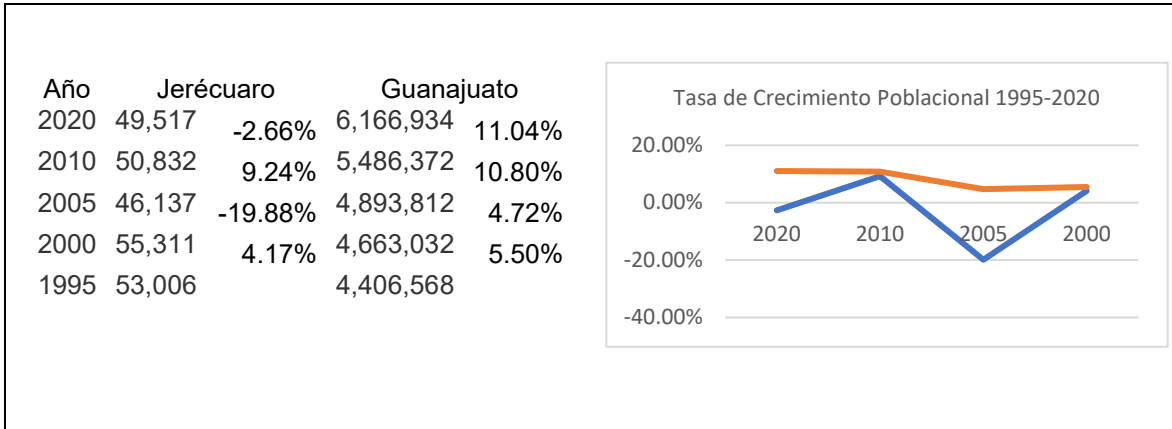 Año Jerécuaro Guanajuato
2020 49,517 -2.66% 6,166,934 11.04%
2010 50,832 9.24% 5,486,372 10.80%
2005 46,137 -19.88% 4,893,812 4.72%
2000 55,311 4.17% 4,663,032 5.50%
1995 53,006 4,406,568
Tasa de Crecimiento Poblacional 1995-2020
20.00%
0.00%
2020 2010 2005 2000
-20.00%
-40.00%